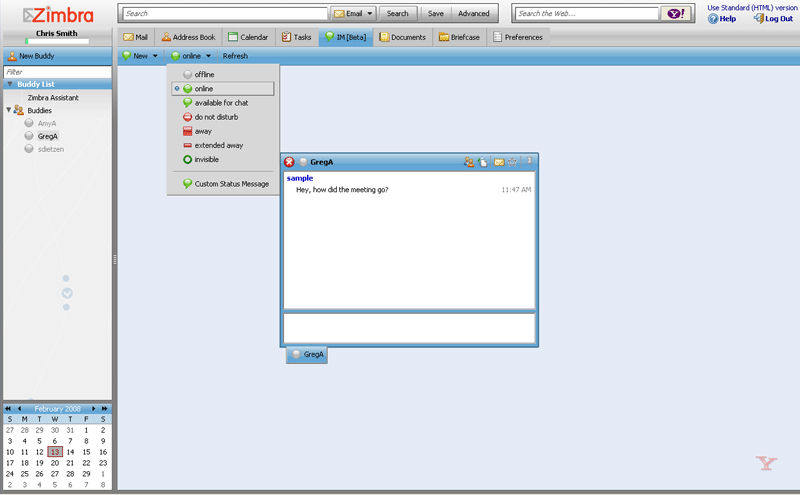 Zimbra
Search Email Search Save Advanced Search the Web... Y! Use Standard (HTML) version
Help Log Out
Chris Smith
Mail Address Book Calendar Tasks IM [Beta] Documents Briefcase Preferences
New Buddy New online Refresh
Filter
Buddy List
Zimbra Assistant
Buddies
AmyA
GregA
sdietzen
offline
online
available for chat
do not disturb
away
extended away
invisible
Custom Status Message
GregA
sample
Hey, how did the meeting go? 11:47 AM
GregA
February 2008
S M T W T F S
27 28 29 30 31 1 2
3 4 5 6 7 8 9
10 11 12 13 14 15 16
17 18 19 20 21 22 23
24 25 26 27 28 29 1
2 3 4 5 6 7 8
Y